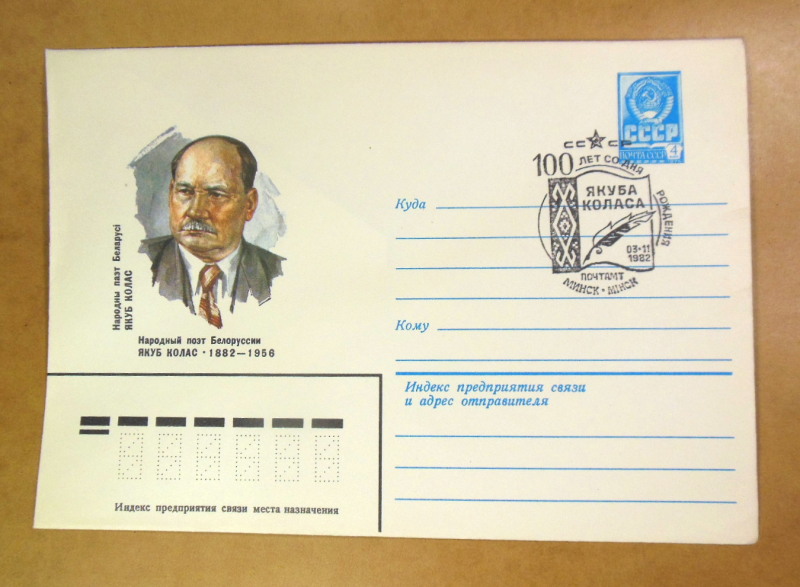 Народны паэт Беларусі
ЯКУБ КОЛАС
Народный поэт Белоруссии
ЯКУБ КОЛАС · 1882—1956
СССР
ПОЧТА СССР 4
СССР
100 ЛЕТ СО ДНЯ РОЖДЕНИЯ
ЯКУБА
КОЛАСА
03·11
1982
ПОЧТАМТ
МИНСК · МІНСК
Куда
Кому
Индекс предприятия связи
и адрес отправителя
Индекс предприятия связи места назначения